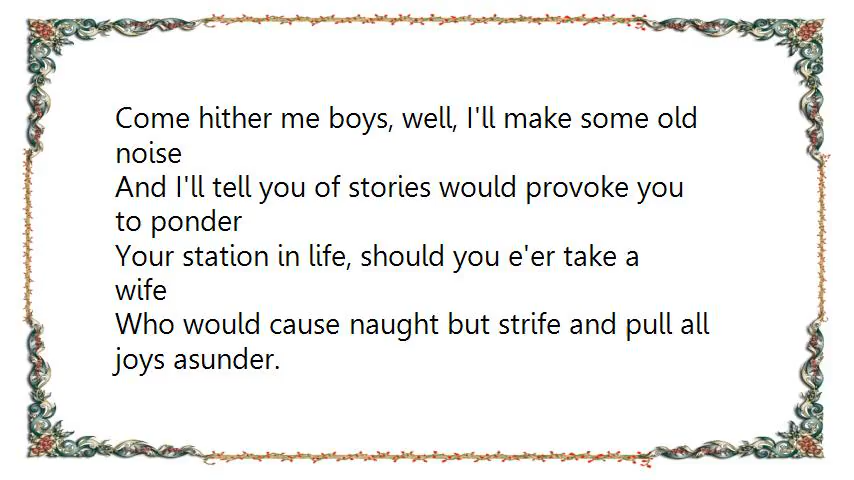 Come hither me boys, well, I'll make some old
noise
And I'll tell you of stories would provoke you
to ponder
Your station in life, should you e'er take a
wife
Who would cause naught but strife and pull all
joys asunder.